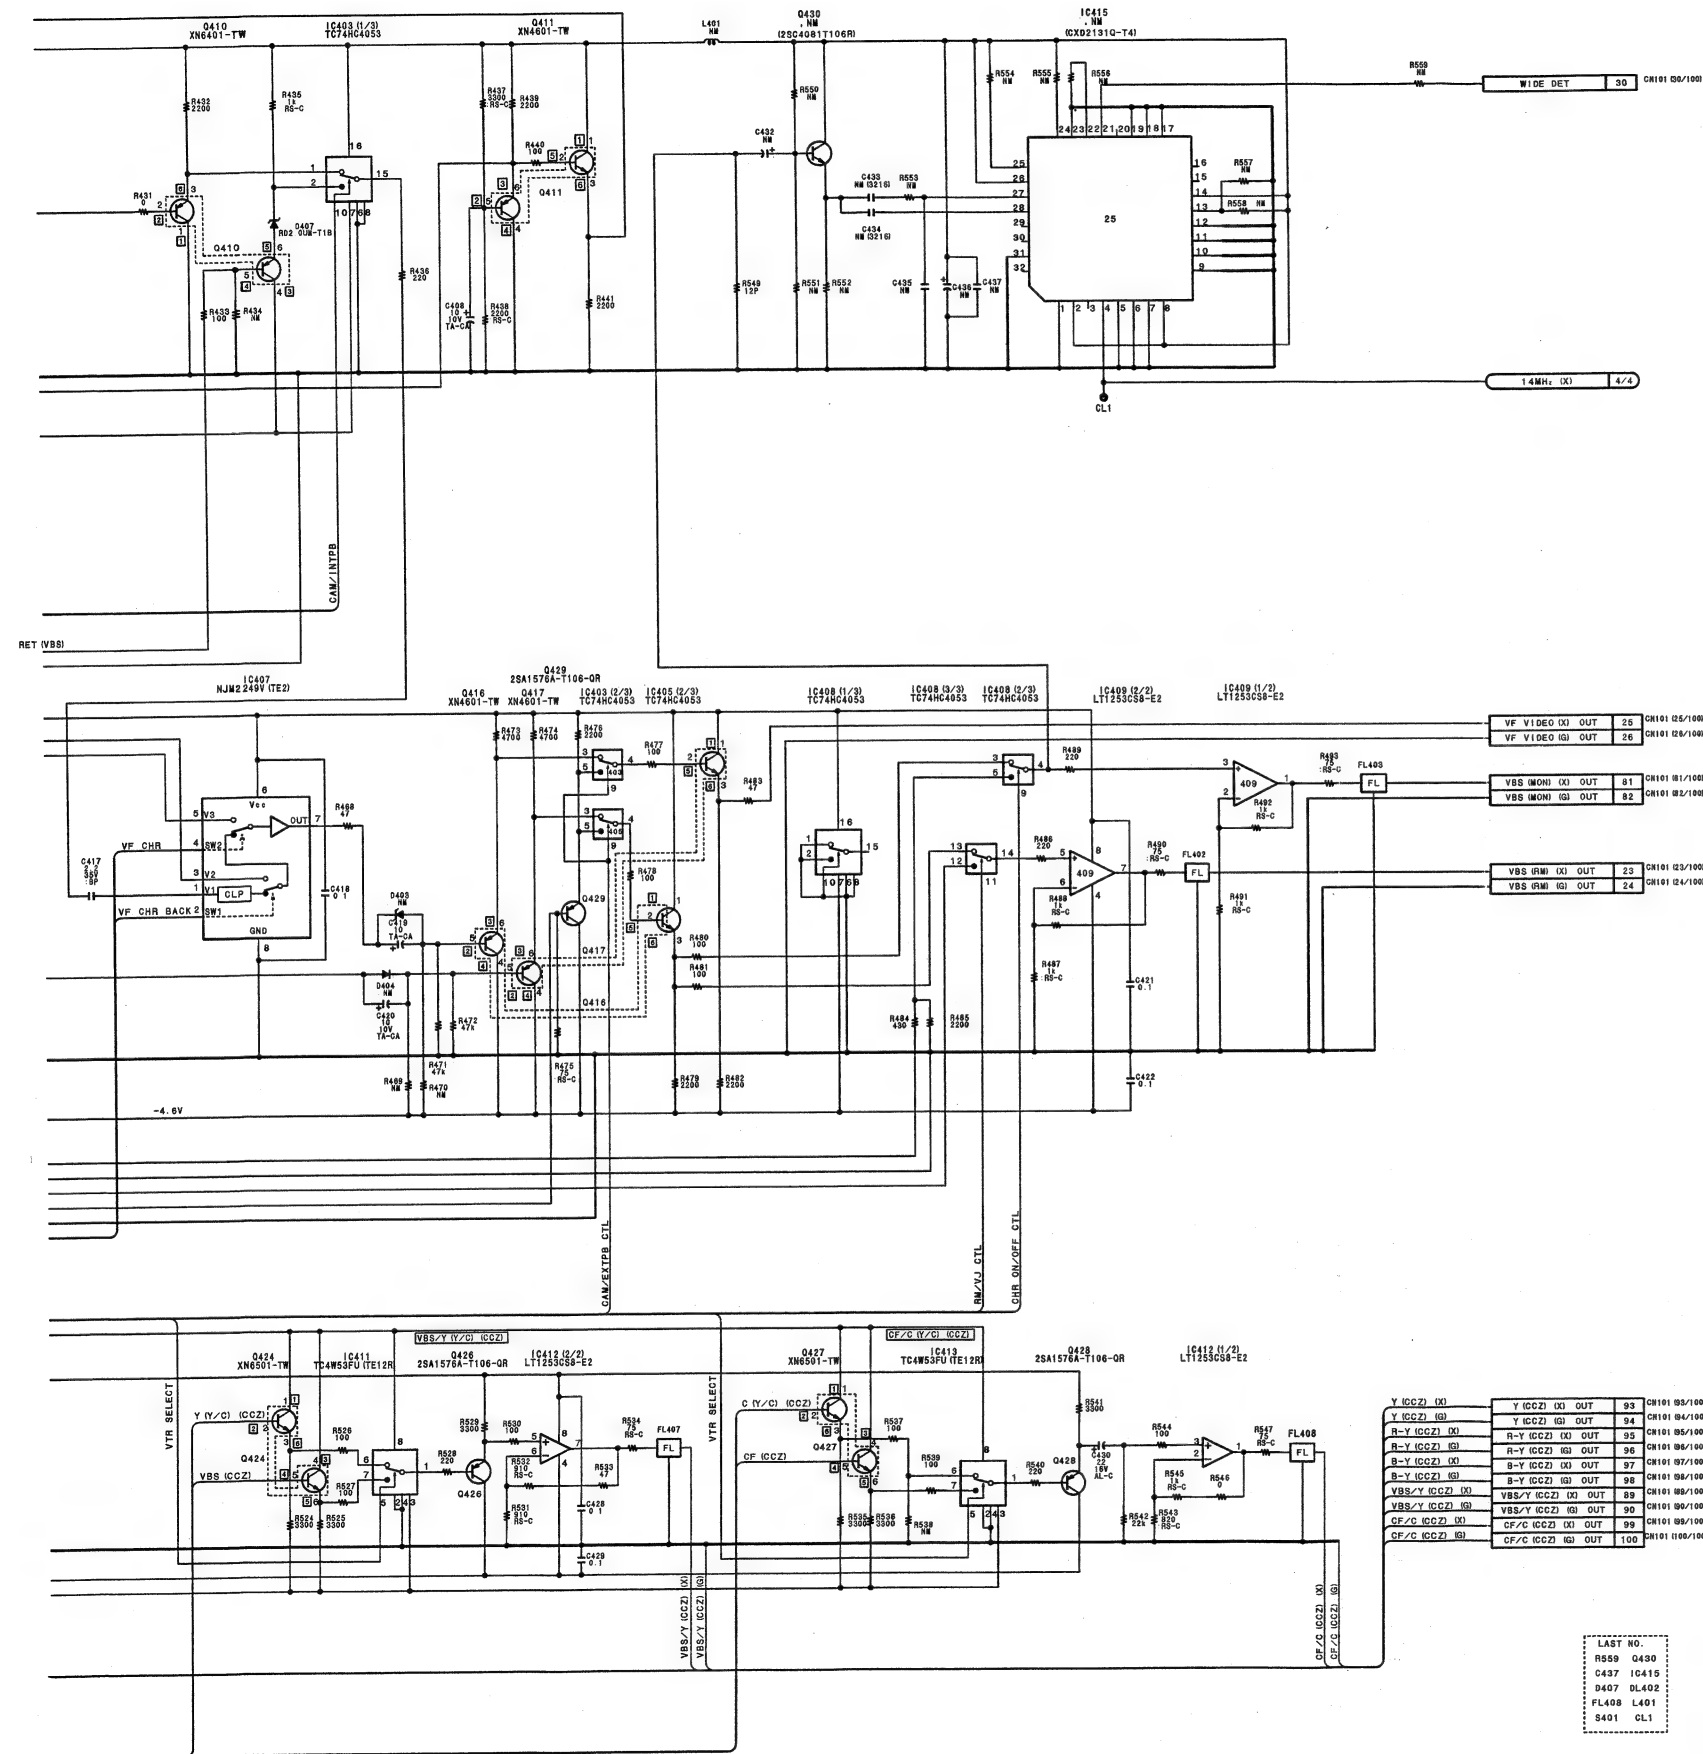 Q410
XN6401-TW
IC403 (1/3)
TC74HC4053
Q411
XN4601-TW
L401
NM
Q430
. NM
(2SC4081T106R)
IC415
. NM
(CXD2131Q-T4)
R432
2200
R435
1k
RS-C
R437
3300
RS-C
R439
2200
R440
100
R550
NM
R554
NM
R555
NM
R556
NM
R559
NM
WIDE DET 30
CN101 (30/100)
C432
NM
R431
0
D407
RD2 0UM-T1B
Q410
Q411
R436
220
C433
NM (3216)
R553
NM
C434
NM (3216)
25
R557
NM
R558 NM
R433
100
R434
NM
C408
10
10V
TA-CA
R438
2200
RS-C
R441
2200
R549
12P
R551
NM
R552
NM
C435
NM
C436
NM
C437
NM
14MHz (X) 4/4
CL1
CAM/INTPB
RET (VBS)
IC407
NJM2249V (TE2)
Q416
XN4601-TW
Q417
XN4601-TW
Q429
2SA1576A-T106-QR
IC403 (2/3)
TC74HC4053
IC405 (2/3)
TC74HC4053
IC408 (1/3)
TC74HC4053
IC408 (3/3)
TC74HC4053
IC408 (2/3)
TC74HC4053
IC409 (2/2)
LT1253CS8-E2
IC409 (1/2)
LT1253CS8-E2
VF VIDEO (X) OUT 25
CN101 (25/100)
VF VIDEO (G) OUT 26
CN101 (26/100)
VBS (MON) (X) OUT 81
CN101 (81/100)
VBS (MON) (G) OUT 82
CN101 (82/100)
VBS (RM) (X) OUT 23
CN101 (23/100)
VBS (RM) (G) OUT 24
CN101 (24/100)
R473
4700
R474
4700
R476
2200
R477
100
R483
47
R489
220
R493
75
RS-C
FL403
FL
409
R492
1k
RS-C
Vcc
V3
OUT
SW2
V2
V1
CLP
SW1
GND
R468
47
VF CHR
VF CHR BACK
C417
2.2
35V
BP
C418
0.1
D403
NM
C419
10
TA-CA
D404
NM
C420
10
10V
TA-CA
R472
47k
R471
47k
R469
NM
R470
NM
403
405
R478
100
Q429
Q417
Q416
R480
100
R481
100
R475
75
RS-C
R479
2200
R482
2200
R486
220
409
R490
75
RS-C
FL402
FL
R488
1k
RS-C
R487
1k
RS-C
R491
1k
RS-C
R484
430
R485
2200
C421
0.1
C422
0.1
-4.6V
CAM/EXTPB CTL
RM/VJ CTL
CHR ON/OFF CTL
VBS/Y (Y/C) (CCZ)
CF/C (Y/C) (CCZ)
VTR SELECT
Q424
XN6501-TW
IC411
TC4W53FU (TE12R)
Q426
2SA1576A-T106-QR
IC412 (2/2)
LT1253CS8-E2
VTR SELECT
Q427
XN6501-TW
IC413
TC4W53FU (TE12R)
Q428
2SA1576A-T106-QR
IC412 (1/2)
LT1253CS8-E2
Y (Y/C) (CCZ)
VBS (CCZ)
Q424
R526
100
R527
100
R524
3300
R525
3300
R528
220
Q426
R529
3300
R530
100
R532
910
RS-C
R531
910
RS-C
R533
47
R534
75
RS-C
FL407
FL
C428
0.1
C429
0.1
VBS/Y (CCZ) (X)
VBS/Y (CCZ) (G)
C (Y/C) (CCZ)
CF (CCZ)
Q427
R537
100
R539
100
R535
3300
R536
3300
R538
NM
R540
220
Q428
R541
3300
C430
22
16V
AL-C
R542
22k
R544
100
R545
1k
RS-C
R543
820
RS-C
R546
0
R547
75
RS-C
FL408
FL
CF/C (CCZ) (X)
CF/C (CCZ) (G)
Y (CCZ) (X) Y (CCZ) (X) OUT 93 CN101 (93/100)
Y (CCZ) (G) Y (CCZ) (G) OUT 94 CN101 (94/100)
R-Y (CCZ) (X) R-Y (CCZ) (X) OUT 95 CN101 (95/100)
R-Y (CCZ) (G) R-Y (CCZ) (G) OUT 96 CN101 (96/100)
B-Y (CCZ) (X) B-Y (CCZ) (X) OUT 97 CN101 (97/100)
B-Y (CCZ) (G) B-Y (CCZ) (G) OUT 98 CN101 (98/100)
VBS/Y (CCZ) (X) VBS/Y (CCZ) (X) OUT 89 CN101 (89/100)
VBS/Y (CCZ) (G) VBS/Y (CCZ) (G) OUT 90 CN101 (90/100)
CF/C (CCZ) (X) CF/C (CCZ) (X) OUT 99 CN101 (99/100)
CF/C (CCZ) (G) CF/C (CCZ) (G) OUT 100 CN101 (100/100)
LAST NO.
R559 Q430
C437 IC415
D407 DL402
FL408 L401
S401 CL1